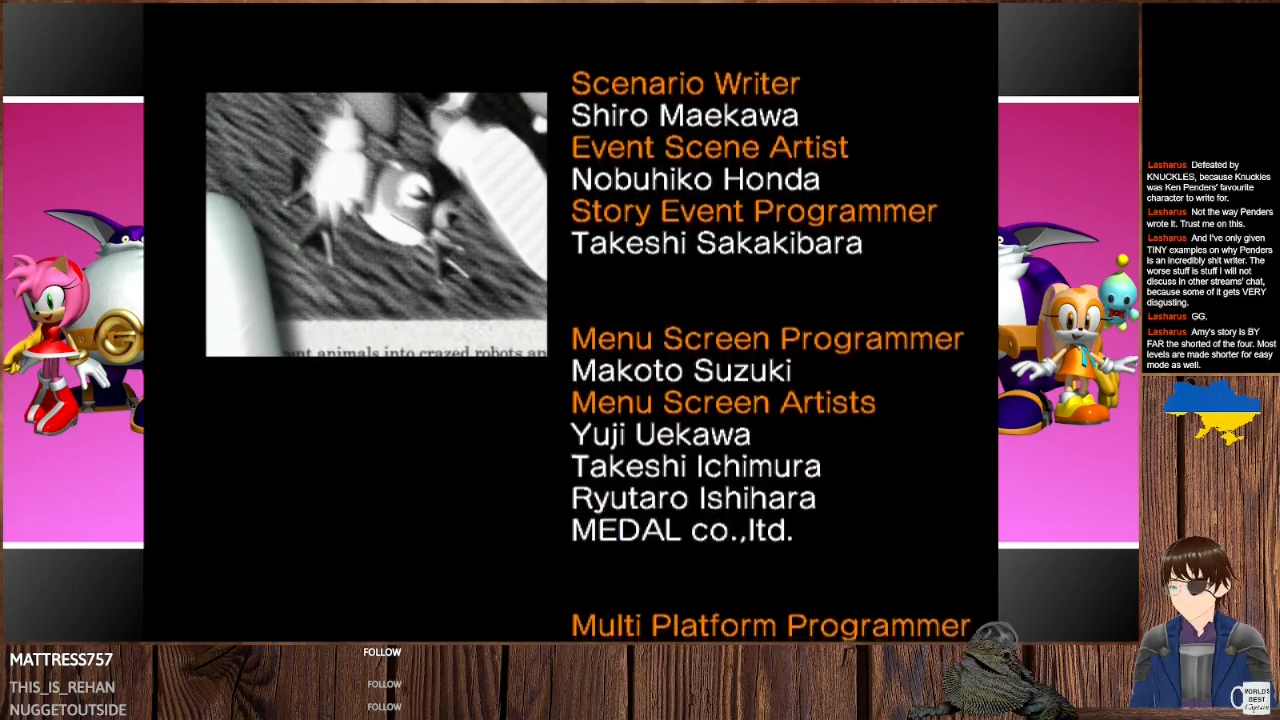 Scenario Writer
Shiro Maekawa
Event Scene Artist
Nobuhiko Honda
Story Event Programmer
Takeshi Sakakibara
Menu Screen Programmer
Makoto Suzuki
Menu Screen Artists
Yuji Uekawa
Takeshi Ichimura
Ryutaro Ishihara
MEDAL co.,ltd.
Multi Platform Programmer
animals into crazed robots an
Lasharus Defeated by
KNUCKLES, because Knuckles
was Ken Penders' favourite
character to write for.
Lasharus Not the way Penders
wrote it. Trust me on this.
Lasharus And I've only given
TINY examples on why Penders
is an incredibly shit writer. The
worse stuff is stuff I will not
discuss in other streams' chat,
because some of it gets VERY
disgusting.
Lasharus GG.
Lasharus Amy's story is BY
FAR the shorted of the four. Most
levels are made shorter for easy
mode as well.
MATTRESS757 FOLLOW
THIS_IS_REHAN FOLLOW
NUGGETOUTSIDE FOLLOW
WORLD'S
BEST
Captain